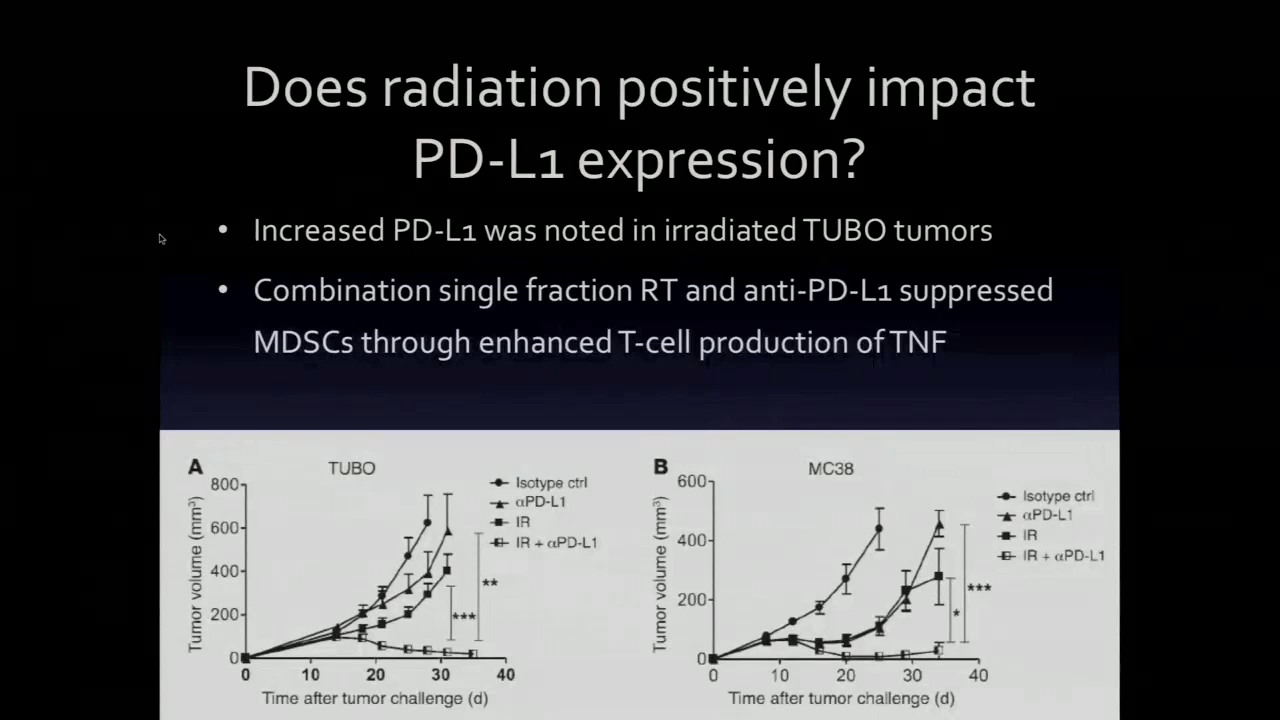 Does radiation positively impact
PD-L1 expression?
• Increased PD-L1 was noted in irradiated TUBO tumors
• Combination single fraction RT and anti-PD-L1 suppressed
MDSCs through enhanced T-cell production of TNF
A
TUBO
Tumor volume (mm³)
800
600
400
200
0
0 10 20 30 40
Time after tumor challenge (d)
Isotype ctrl
αPD-L1
IR
IR + αPD-L1
***
**
B
MC38
Tumor volume (mm³)
600
400
200
0
0 10 20 30 40
Time after tumor challenge (d)
Isotype ctrl
αPD-L1
IR
IR + αPD-L1
*
***